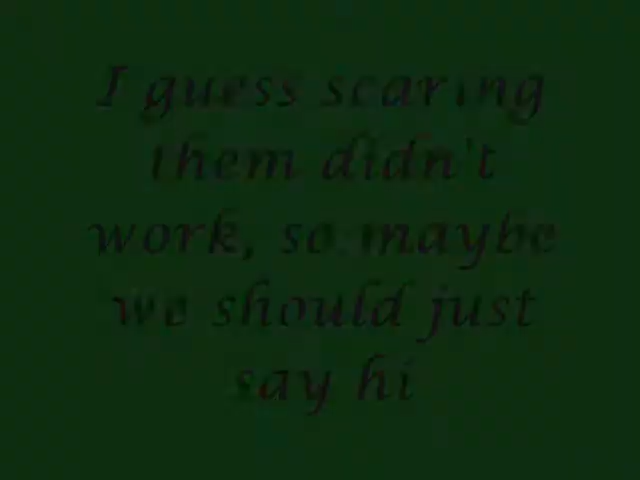 I guess scaring
them didn't
work, so maybe
we should just
say hi